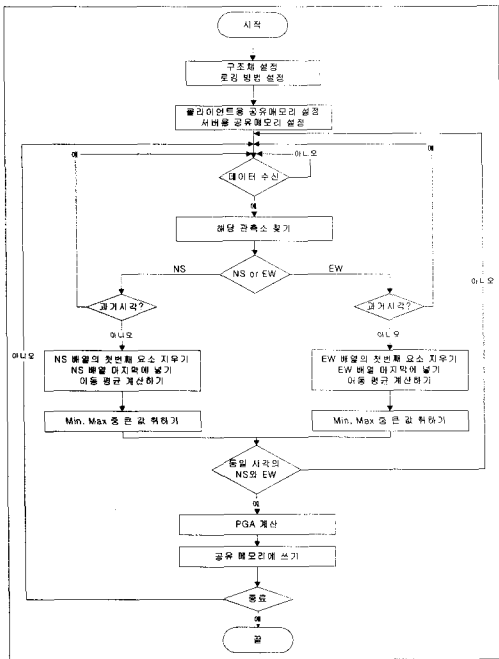 시작
구조체 설정
로깅 방법 설정
클라이언트용 공유메모리 설정
서버용 공유메모리 설정
예
아니오
예
데이터 수신
예
해당 관측소 찾기
NS
NS or EW
EW
아니오
과거시각?
과거시각?
아니오
아니오
아니오
NS 배열의 첫번째 요소 지우기
NS 배열 마지막에 넣기
이동 평균 계산하기
EW 배열의 첫번째 요소 지우기
EW 배열 마지막에 넣기
이동 평균 계산하기
Min, Max 중 큰 값 취하기
Min, Max 중 큰 값 취하기
동일 시각의
NS와 EW
예
PGA 계산
공유 메모리에 쓰기
종료
예
끝